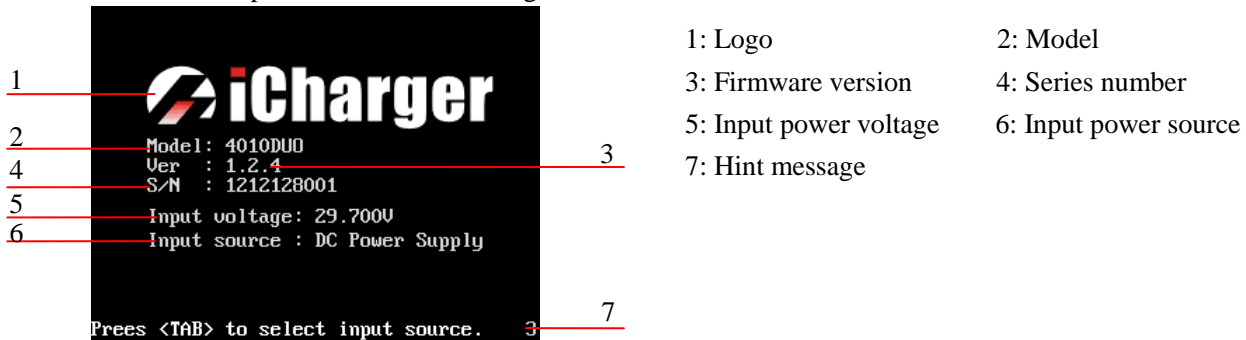 1: Logo 2: Model
3: Firmware version 4: Series number
5: Input power voltage 6: Input power source
7: Hint message
1
iCharger
2
Model: 4010DUO
3
Ver : 1.2.4
4
S/N : 1212128001
5
Input voltage: 29.700V
6
Input source : DC Power Supply
7
Prees <TAB> to select input source. 3